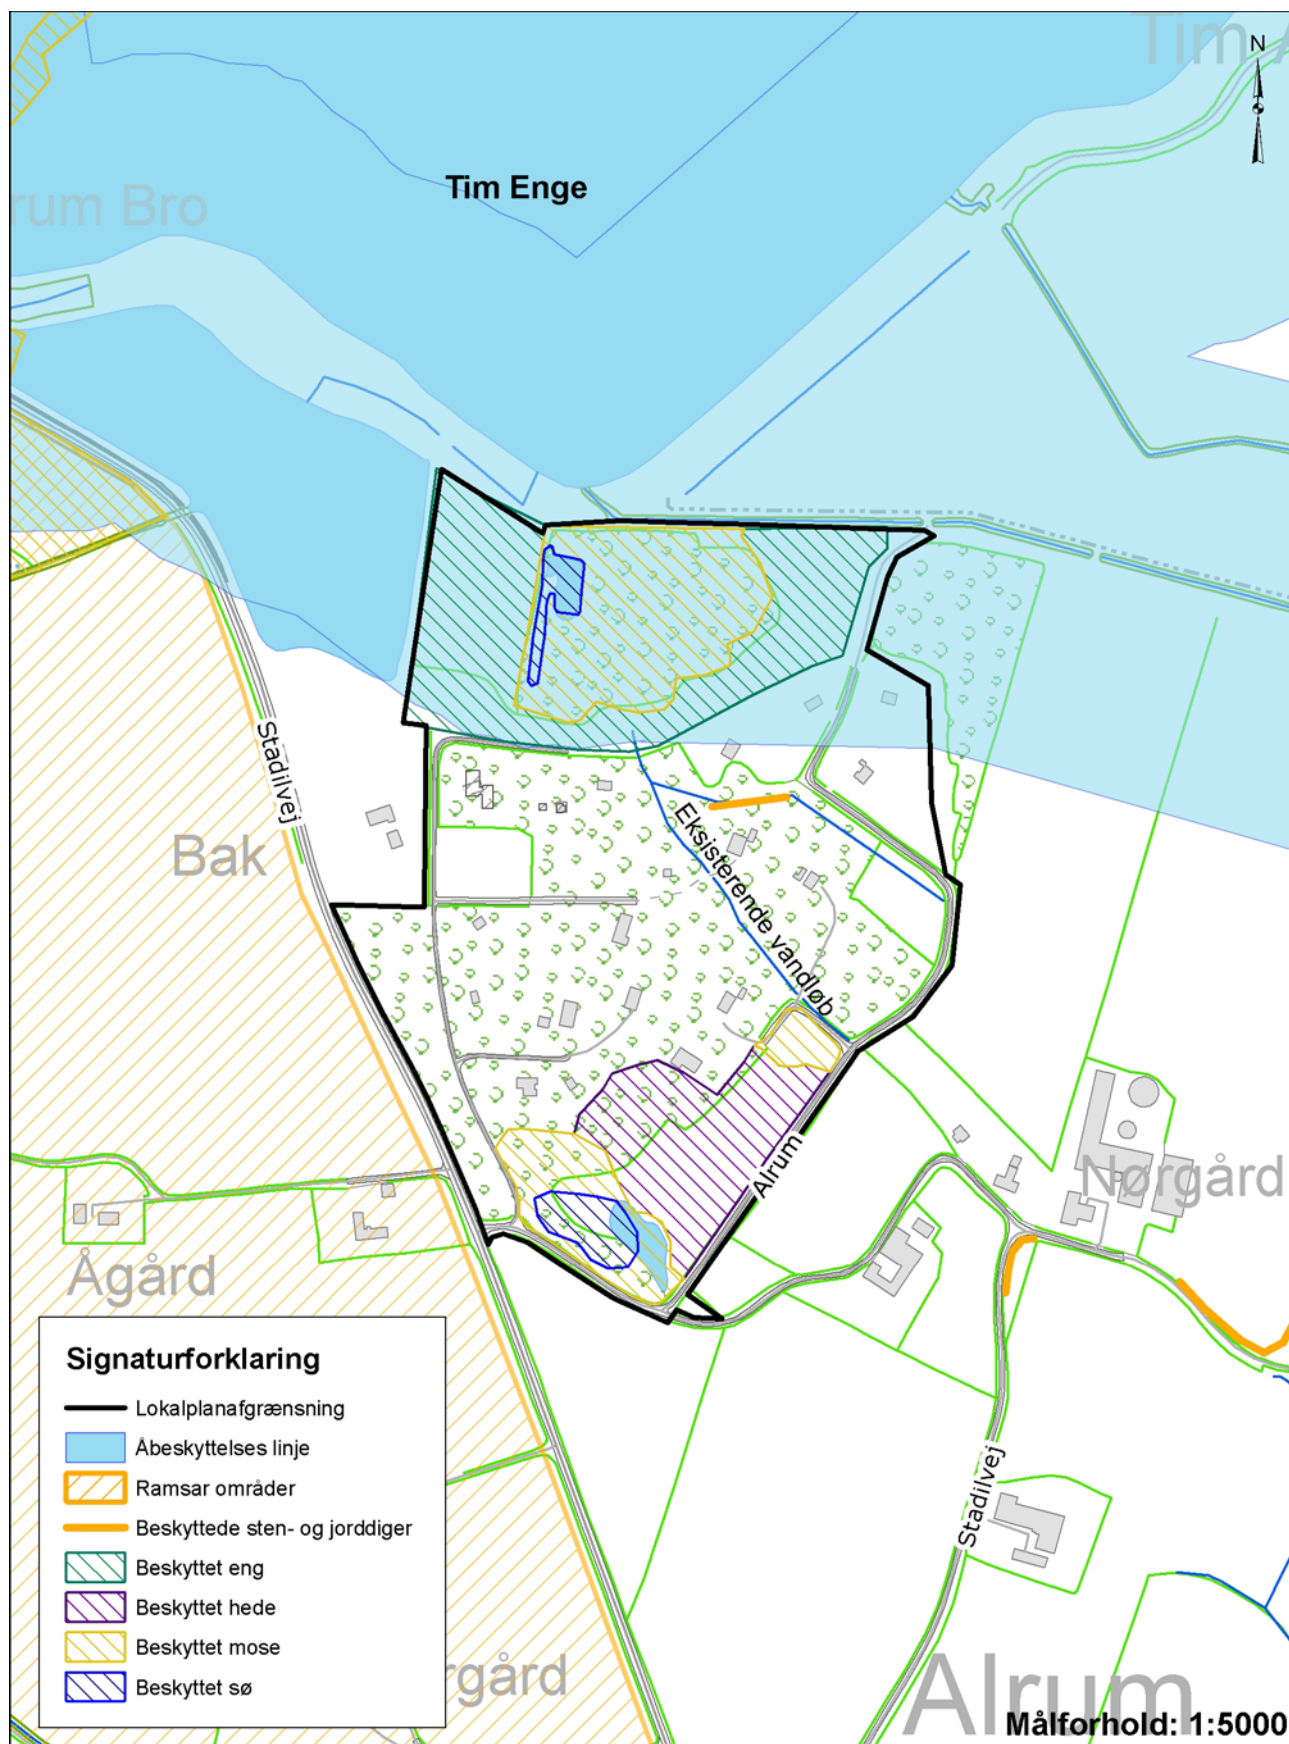 Tim
N
Tim Enge
rum Bro
Stadilvej
Bak
Eksisterende vandløb
Alrum
Nørgård
Ågård
Signaturforklaring
Lokalplanafgrænsning
Åbeskyttelses linje
Ramsar områder
Beskyttede sten- og jorddiger
Beskyttet eng
Beskyttet hede
Beskyttet mose
Beskyttet sø
Stadilvej
rgård
Alrum
Målforhold: 1:5000